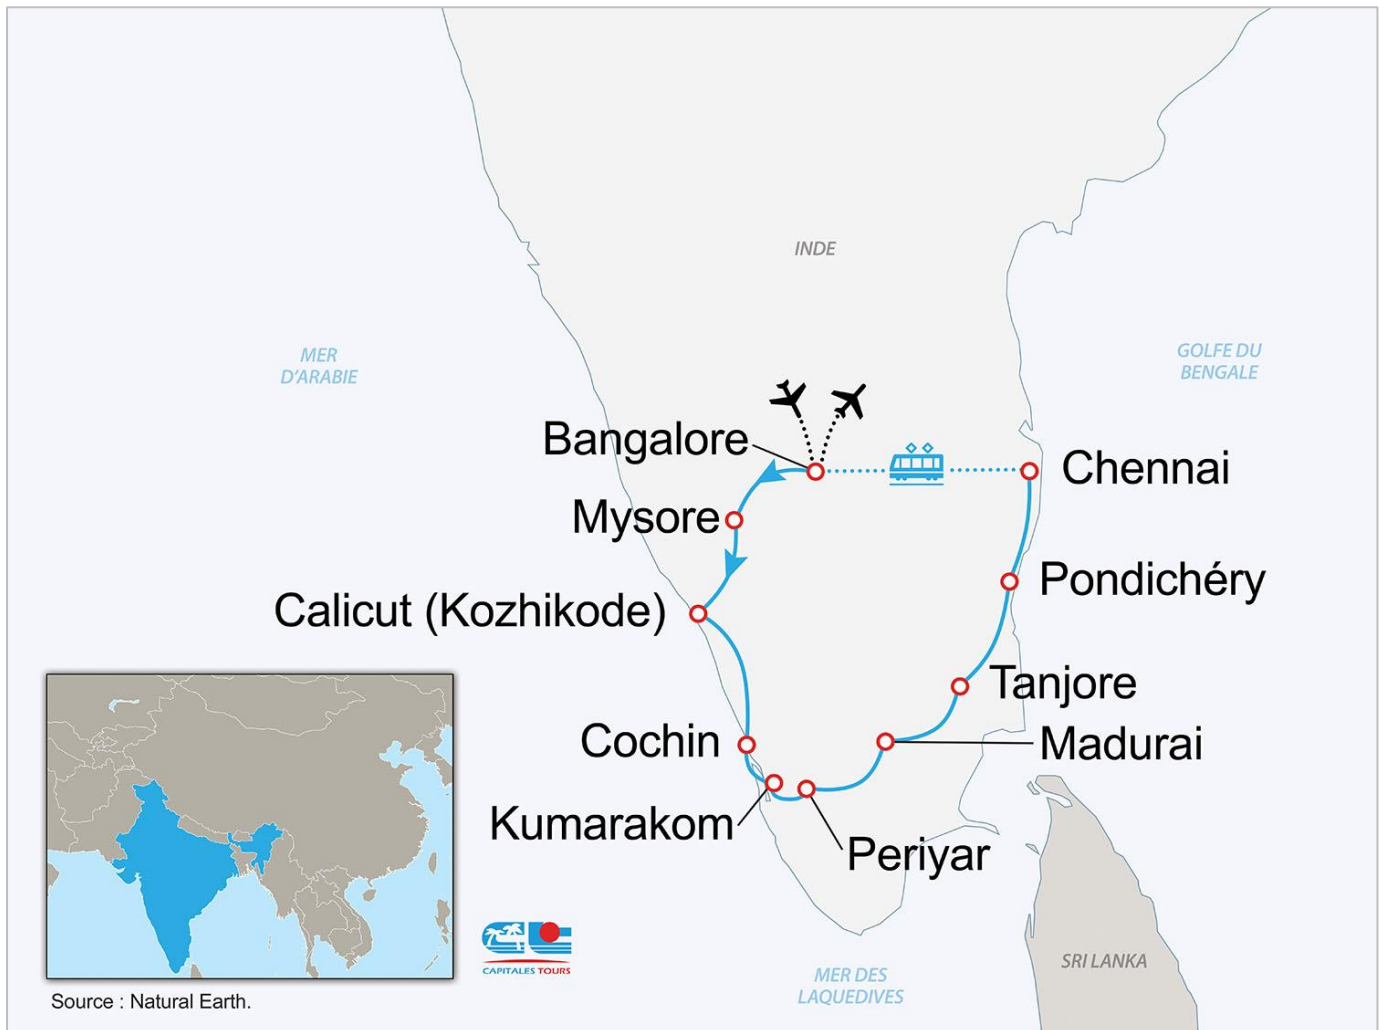 INDE
MER
D'ARABIE
GOLFE DU
BENGALE
Bangalore
Chennai
Mysore
Pondichéry
Calicut (Kozhikode)
Tanjore
Cochin
Madurai
Kumarakom
Periyar
CAPITALES TOURS
SRI LANKA
MER DES
LAQUEDIVES
Source : Natural Earth.